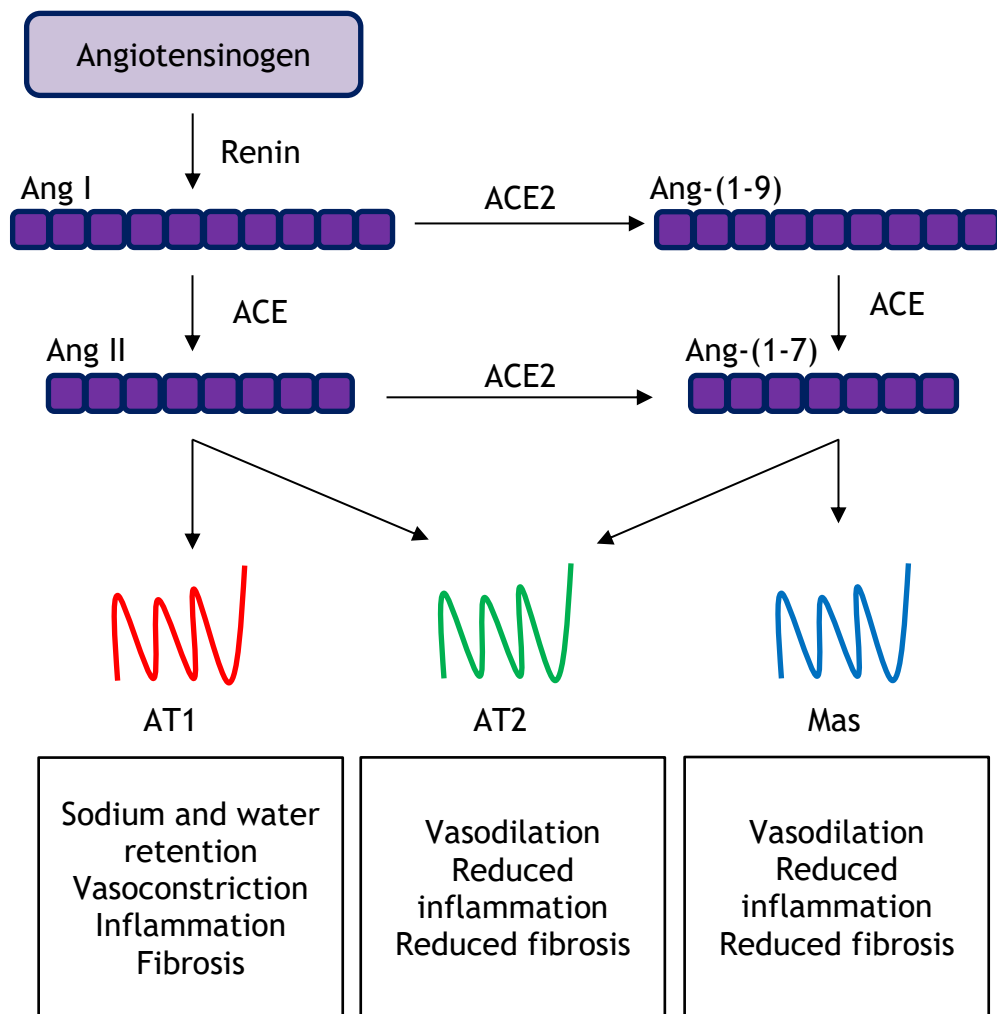 Angiotensinogen
Renin
Ang I
ACE2
Ang-(1-9)
ACE
ACE
Ang II
ACE2
Ang-(1-7)
AT1
AT2
Mas
Sodium and water
retention
Vasoconstriction
Inflammation
Fibrosis
Vasodilation
Reduced
inflammation
Reduced fibrosis
Vasodilation
Reduced
inflammation
Reduced fibrosis